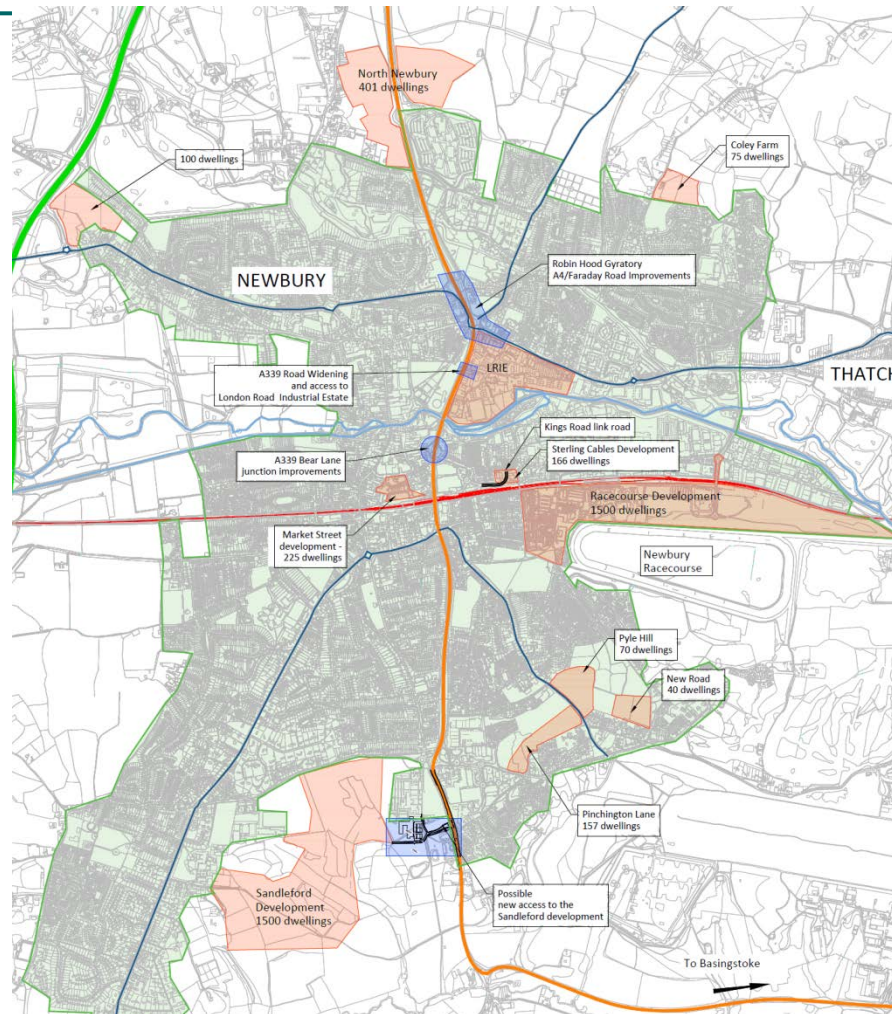 North Newbury
401 dwellings
100 dwellings
Coley Farm
75 dwellings
Robin Hood Gyratory
A4/Faraday Road Improvements
NEWBURY
A339 Road Widening
and access to
London Road Industrial Estate
LRIE
THATCH
Kings Road link road
Sterling Cables Development
166 dwellings
A339 Bear Lane
junction improvements
Racecourse Development
1500 dwellings
Market Street
development -
225 dwellings
Newbury
Racecourse
Pyle Hill
70 dwellings
New Road
40 dwellings
Pinchington Lane
157 dwellings
Sandleford
Development
1500 dwellings
Possible
new access to the
Sandleford development
To Basingstoke